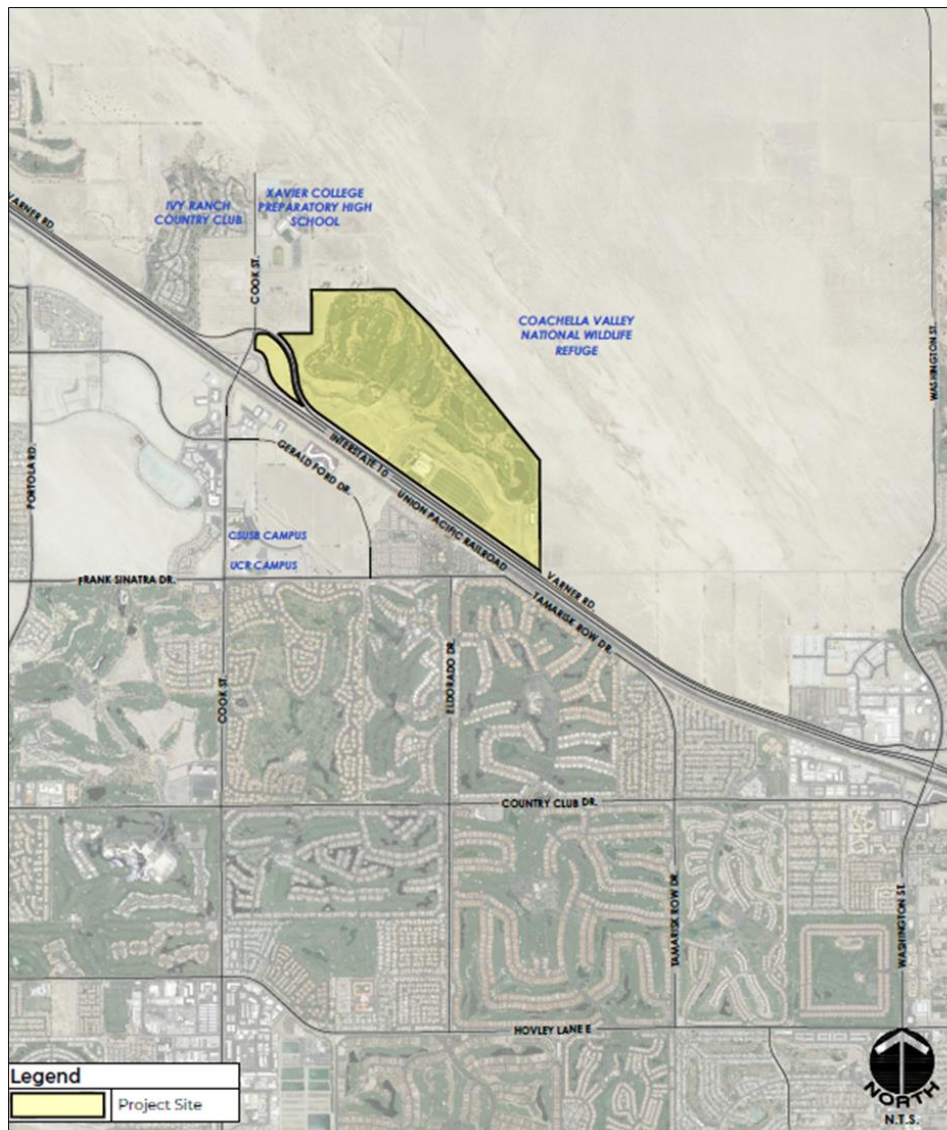 XAVIER COLLEGE
PREPARATORY HIGH
SCHOOL
IVY RANCH
COUNTRY CLUB
VARNER RD.
COOK ST.
COACHELLA VALLEY
NATIONAL WILDLIFE
REFUGE
WASHINGTON ST.
PORTOLA RD.
INTERSTATE 10
GERALD FORD DR.
UNION PACIFIC RAILROAD
CSUSB CAMPUS
UCR CAMPUS
FRANK SINATRA DR.
VARNER RD.
TAMARISK ROW DR.
ELDORADO DR.
COOK ST.
COUNTRY CLUB DR.
TAMARISK ROW DR.
WASHINGTON ST.
HOVLEY LANE E
Legend
Project Site
NORTH
N.T.S.